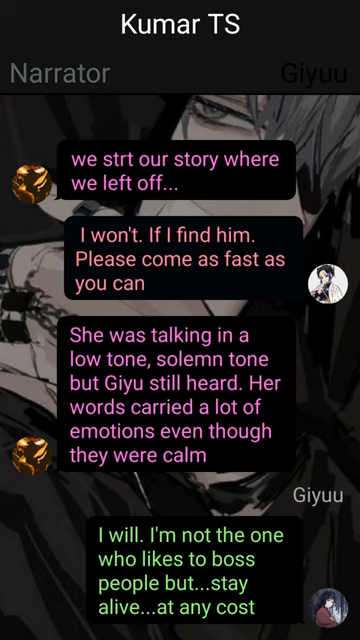 Kumar TS
Narrator
Giyuu
we strt our story where
we left off...
I won't. If I find him.
Please come as fast as
you can
She was talking in a
low tone, solemn tone
but Giyu still heard. Her
words carried a lot of
emotions even though
they were calm
Giyuu
I will. I'm not the one
who likes to boss
people but...stay
alive...at any cost